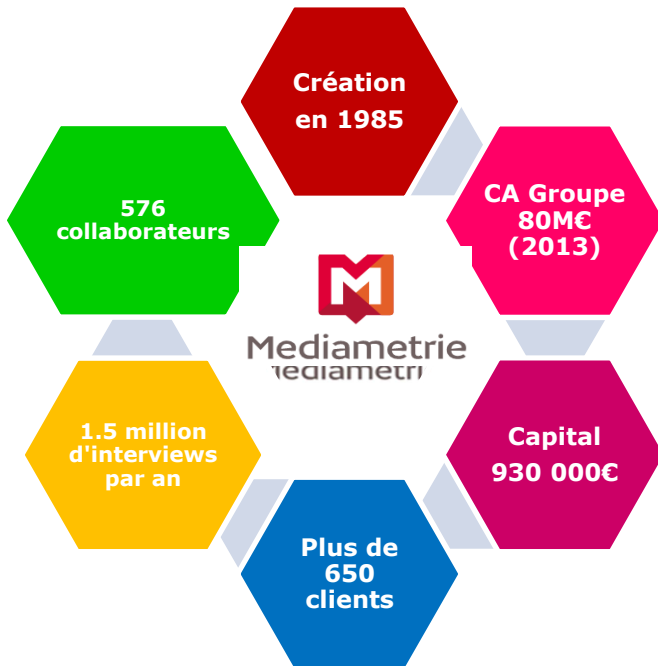 Création
en 1985
CA Groupe
80M€
(2013)
Capital
930 000€
Plus de
650
clients
1.5 million
d'interviews
par an
576
collaborateurs
M
Mediametrie
Mediametri